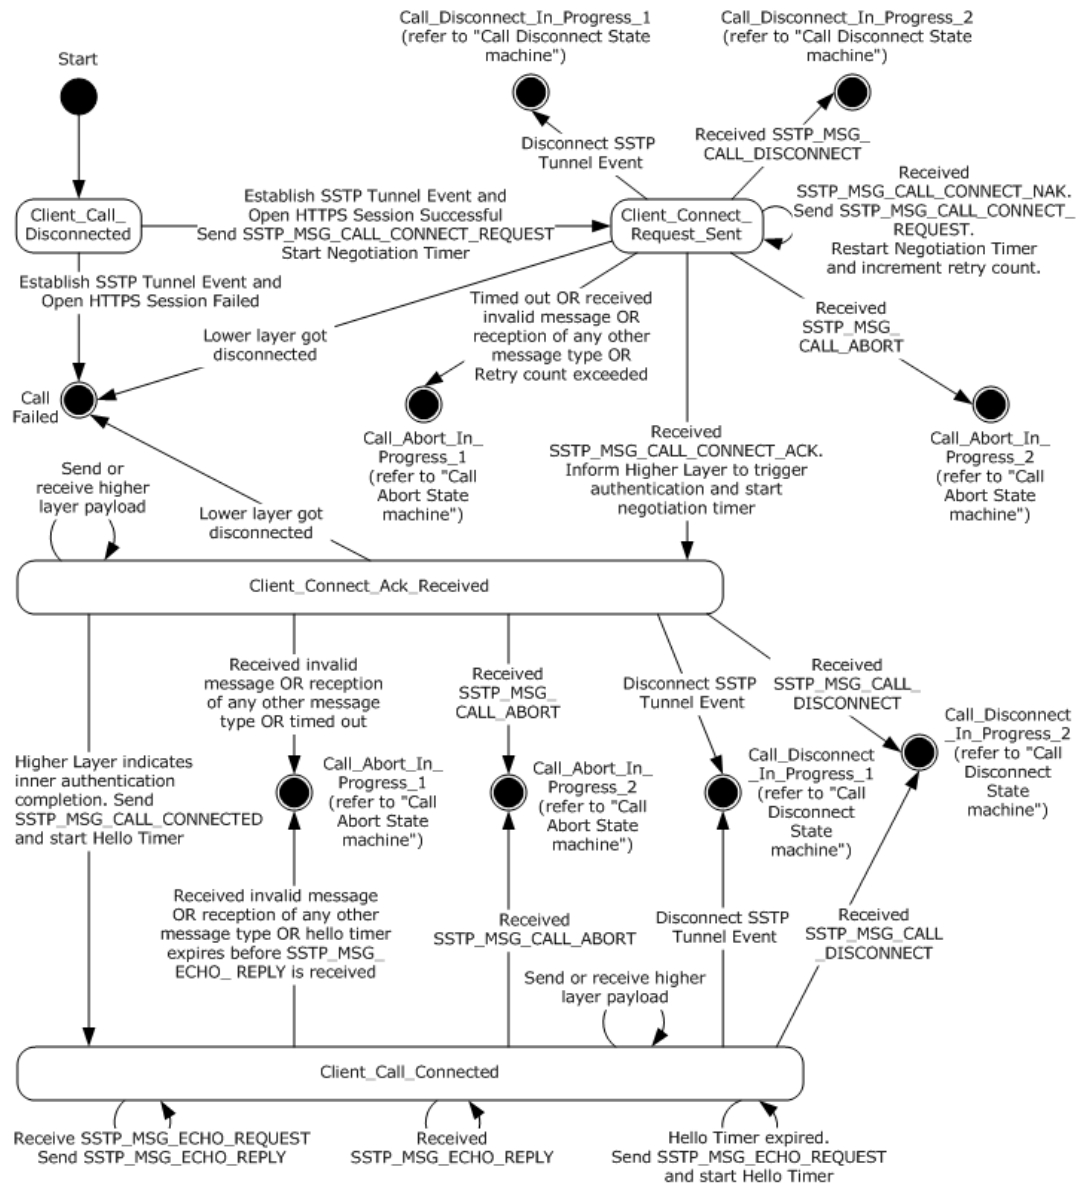 Call_Disconnect_In_Progress_1
(refer to "Call Disconnect State
machine")
Call_Disconnect_In_Progress_2
(refer to "Call Disconnect State
machine")
Start
Disconnect SSTP
Tunnel Event
Received SSTP_MSG_
CALL_DISCONNECT
Client_Call_
Disconnected
Establish SSTP Tunnel Event and
Open HTTPS Session Successful
Send SSTP_MSG_CALL_CONNECT_REQUEST
Start Negotiation Timer
Client_Connect_
Request_Sent
Received
SSTP_MSG_CALL_CONNECT_NAK.
Send SSTP_MSG_CALL_CONNECT_
REQUEST.
Restart Negotiation Timer
and increment retry count.
Establish SSTP Tunnel Event and
Open HTTPS Session Failed
Lower layer got
disconnected
Timed out OR received
invalid message OR
reception of any other
message type OR
Retry count exceeded
Received
SSTP_MSG_
CALL_ABORT
Call
Failed
Call_Abort_In_
Progress_1
(refer to "Call
Abort State
machine")
Received
SSTP_MSG_CALL_CONNECT_ACK.
Inform Higher Layer to trigger
authentication and start
negotiation timer
Call_Abort_In_
Progress_2
(refer to "Call
Abort State
machine")
Send or
receive higher
layer payload
Lower layer got
disconnected
Client_Connect_Ack_Received
Received invalid
message OR reception
of any other message
type OR timed out
Received
SSTP_MSG_
CALL_ABORT
Disconnect SSTP
Tunnel Event
Received
SSTP_MSG_CALL_
DISCONNECT
Higher Layer indicates
inner authentication
completion. Send
SSTP_MSG_CALL_CONNECTED
and start Hello Timer
Call_Abort_In_
Progress_1
(refer to "Call
Abort State
machine")
Call_Abort_In_
Progress_2
(refer to "Call
Abort State
machine")
Call_Disconnect
_In_Progress_1
(refer to "Call
Disconnect
State
machine")
Call_Disconnect
_In_Progress_2
(refer to "Call
Disconnect
State
machine")
Received invalid message
OR reception of any other
message type OR hello timer
expires before SSTP_MSG_
ECHO_ REPLY is received
Received
SSTP_MSG_CALL_ABORT
Disconnect SSTP
Tunnel Event
Received
SSTP_MSG_CALL
_DISCONNECT
Send or receive higher
layer payload
Client_Call_Connected
Receive SSTP_MSG_ECHO_REQUEST
Send SSTP_MSG_ECHO_REPLY
Received
SSTP_MSG_ECHO_REPLY
Hello Timer expired.
Send SSTP_MSG_ECHO_REQUEST
and start Hello Timer